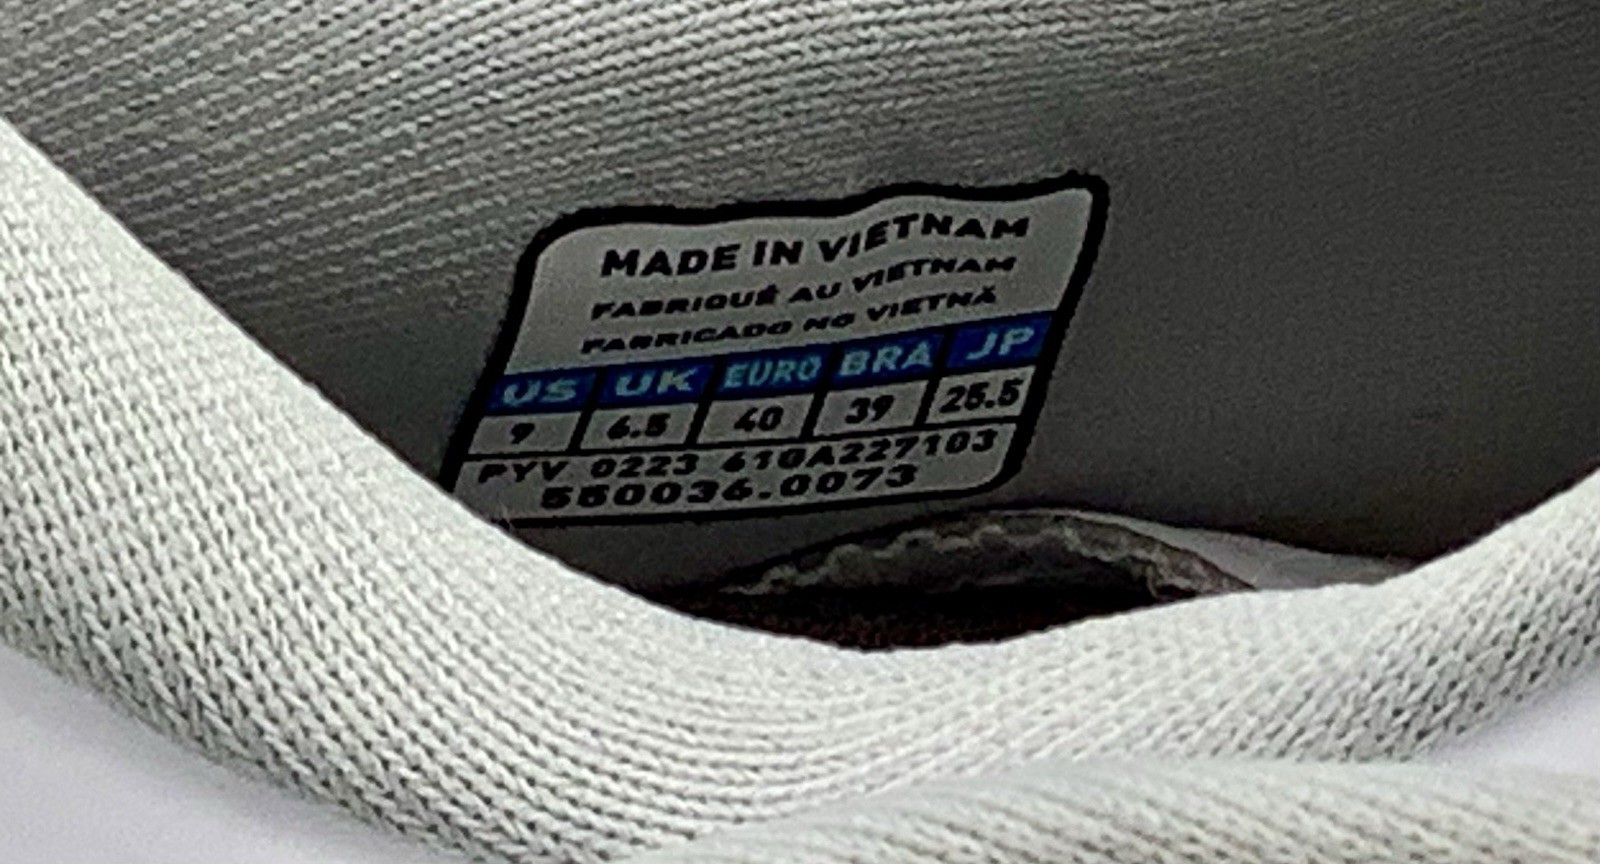 MADE IN VIETNAM
FABRIQUÉ AU VIETNAM
FABRICADO NO VIETNÃ
US UK EURO BRA JP
9 6.5 40 39 25.5
PYV 0223 610A227103
550036.0073